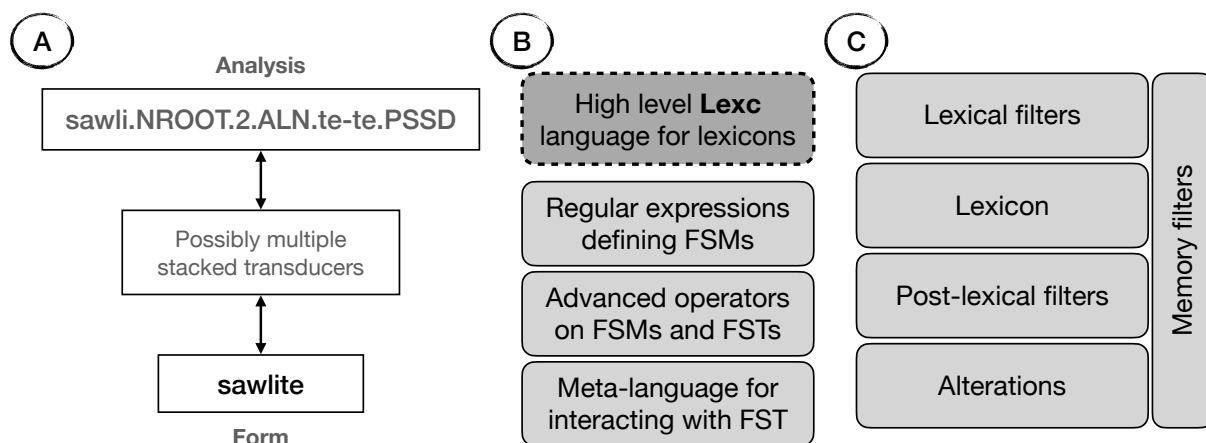 A
Analysis
sawli.NROOT.2.ALN.te-te.PSSD
Possibly multiple
stacked transducers
sawlite
Form
B
High level Lexc
language for lexicons
Regular expressions
defining FSMs
Advanced operators
on FSMs and FSTs
Meta-language for
interacting with FST
C
Lexical filters
Lexicon
Post-lexical filters
Alterations
Memory filters